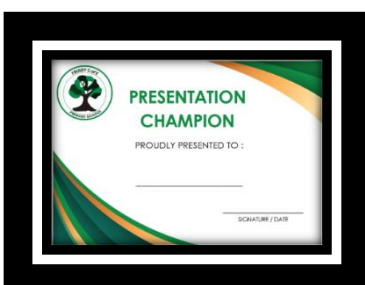 PRESENTATION
CHAMPION
PROUDLY PRESENTED TO :
SIGNATURE / DATE